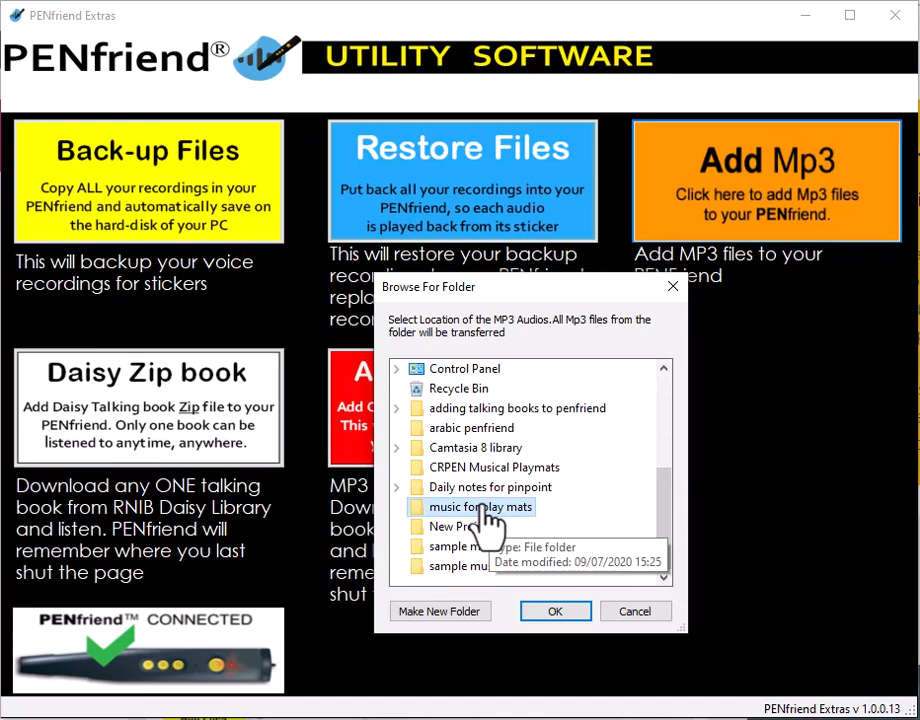 PENfriend Extras
PENfriend® UTILITY SOFTWARE
Back-up Files
Copy ALL your recordings in your
PENfriend and automatically save on
the hard-disk of your PC
This will backup your voice
recordings for stickers
Restore Files
Put back all your recordings into your
PENfriend, so each audio
is played back from its sticker
This will restore your backup
Add Mp3
Click here to add Mp3 files
to your PENfriend.
Add MP3 files to your
Browse For Folder
Select Location of the MP3 Audios.All Mp3 files from the
folder will be transferred
Control Panel
Recycle Bin
adding talking books to penfriend
arabic penfriend
Camtasia 8 library
CRPEN Musical Playmats
Daily notes for pinpoint
music for play mats
New
sample
sample
Type: File folder
Date modified: 09/07/2020 15:25
Make New Folder
OK
Cancel
Daisy Zip book
Add Daisy Talking book Zip file to your
PENfriend. Only one book can be
listened to anytime, anywhere.
Download any ONE talking
book from RNIB Daisy Library
and listen. PENfriend will
remember where you last
shut the page
Add
This
MP3
book
and
shut
PENfriend™ CONNECTED
PENfriend Extras v 1.0.0.13